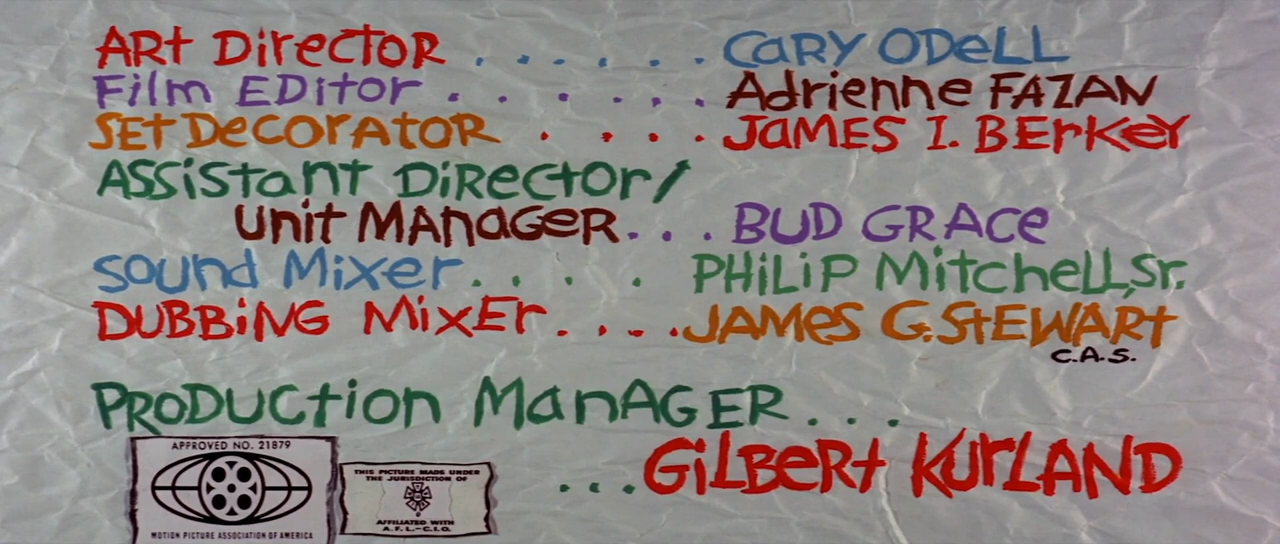 ARt Director . . . . . . CARY ODeLL
Film EDitor . . . . . . Adrienne FAZAN
SEt DeCORAtoR . . . . JAMES I. BERKeY
ASSistant DiRector/
Unit MAnaGeR . . . BUD GRACe
Sound Mixer . . . . PHiLiP MitcheLL, Sr.
DUBBiNG MixEr . . . . JAMeS G. StEWARt
C.A.S.
PRODUCtion ManAGER . . .
. . . GiLBeRt KURLAND
APPROVED NO. 21879
MOTION PICTURE ASSOCIATION OF AMERICA
THIS PICTURE MADE UNDER
THE JURISDICTION OF
AFFILIATED WITH
A.F.L.-C.I.O.